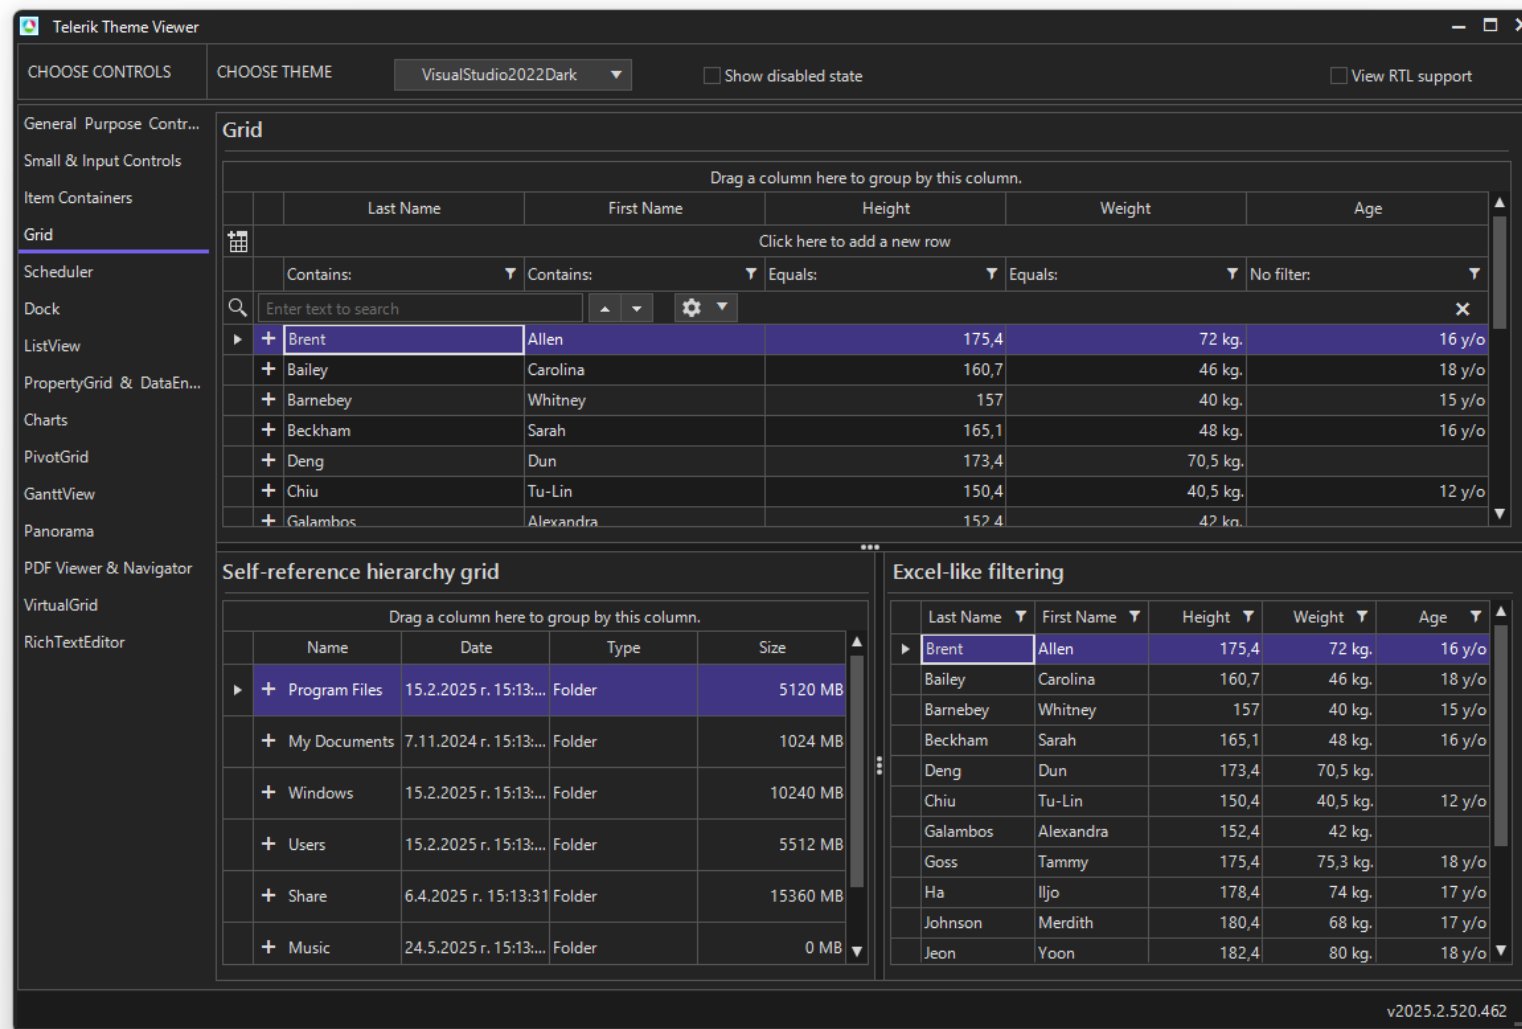 Telerik Theme Viewer
CHOOSE CONTROLS CHOOSE THEME VisualStudio2022Dark Show disabled state View RTL support
General Purpose Contr...
Small & Input Controls
Item Containers
Grid
Scheduler
Dock
ListView
PropertyGrid & DataEn...
Charts
PivotGrid
GanttView
Panorama
PDF Viewer & Navigator
VirtualGrid
RichTextEditor
Grid
Drag a column here to group by this column.
Last Name First Name Height Weight Age
Click here to add a new row
Contains: Contains: Equals: Equals: No filter:
Enter text to search
Brent Allen 175,4 72 kg. 16 y/o
Bailey Carolina 160,7 46 kg. 18 y/o
Barnebey Whitney 157 40 kg. 15 y/o
Beckham Sarah 165,1 48 kg. 16 y/o
Deng Dun 173,4 70,5 kg.
Chiu Tu-Lin 150,4 40,5 kg. 12 y/o
Galambos Alexandra 152,4 42 kg.
Self-reference hierarchy grid
Drag a column here to group by this column.
Name Date Type Size
Program Files 15.2.2025 г. 15:13:... Folder 5120 MB
My Documents 7.11.2024 г. 15:13:... Folder 1024 MB
Windows 15.2.2025 г. 15:13:... Folder 10240 MB
Users 15.2.2025 г. 15:13:... Folder 5512 MB
Share 6.4.2025 г. 15:13:31 Folder 15360 MB
Music 24.5.2025 г. 15:13:... Folder 0 MB
Excel-like filtering
Last Name First Name Height Weight Age
Brent Allen 175,4 72 kg. 16 y/o
Bailey Carolina 160,7 46 kg. 18 y/o
Barnebey Whitney 157 40 kg. 15 y/o
Beckham Sarah 165,1 48 kg. 16 y/o
Deng Dun 173,4 70,5 kg.
Chiu Tu-Lin 150,4 40,5 kg. 12 y/o
Galambos Alexandra 152,4 42 kg.
Goss Tammy 175,4 75,3 kg. 18 y/o
Ha Iljo 178,4 74 kg. 17 y/o
Johnson Merdith 180,4 68 kg. 17 y/o
Jeon Yoon 182,4 80 kg. 18 y/o
v2025.2.520.462